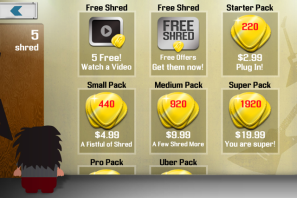 5
shred
Free Shred
5 Free!
Watch a Video
Free Shred
FREE
SHRED
Free Offers
Get them now!
Starter Pack
220
$2.99
Plug In!
Small Pack
440
$4.99
A Fistful of Shred
Medium Pack
920
$9.99
A Few Shred More
Super Pack
1920
$19.99
You are super!
Pro Pack
Uber Pack